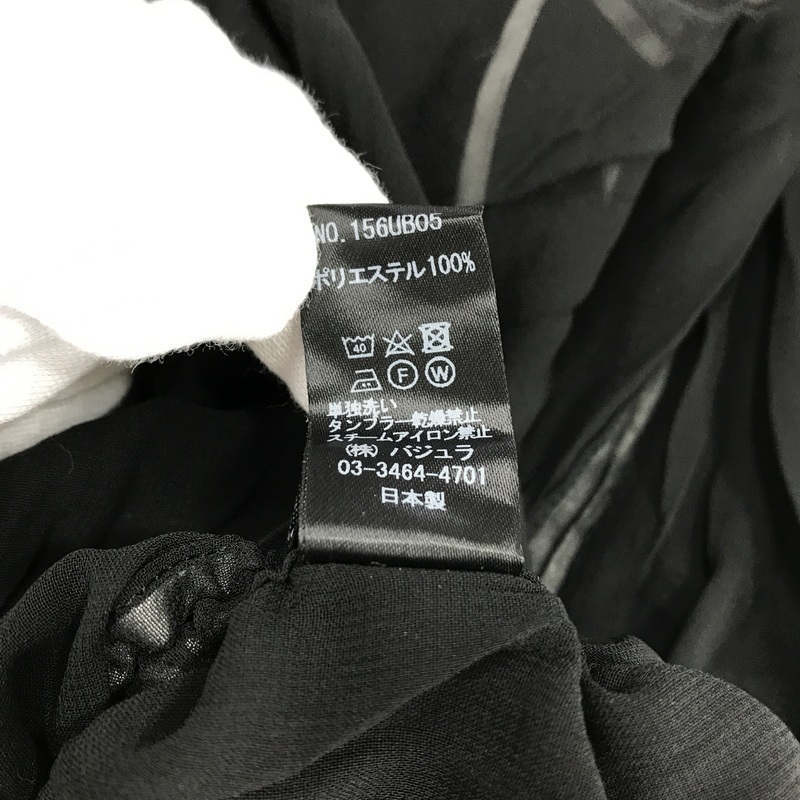 NO.156UB05
ポリエステル100%
40
F W
単独洗い
タンブラー乾燥禁止
スチームアイロン禁止
㈱ バジュラ
03-3464-4701
日本製